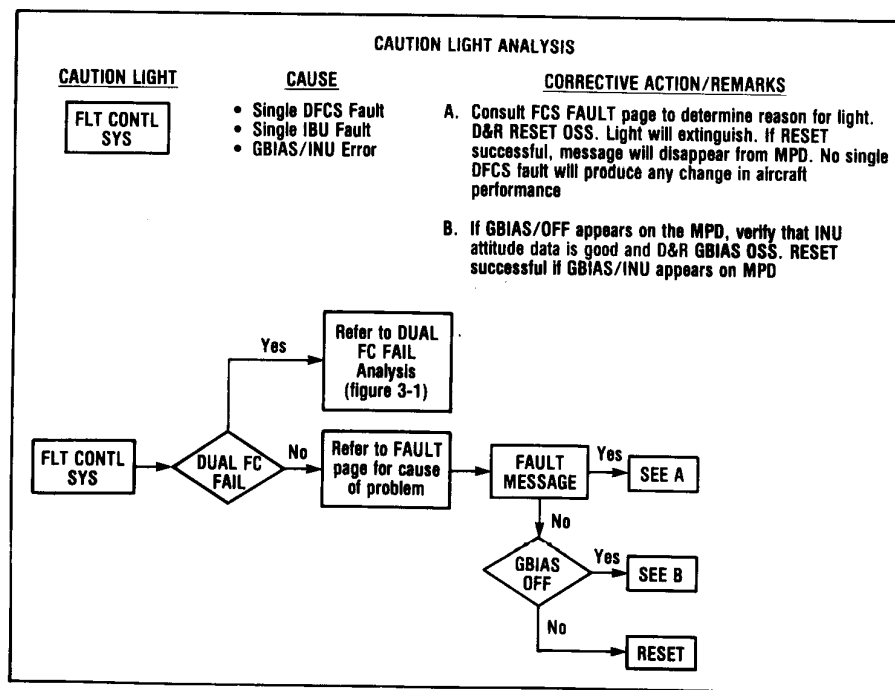 CAUTION LIGHT ANALYSIS
CAUTION LIGHT
FLT CONTL
SYS
CAUSE
• Single DFCS Fault
• Single IBU Fault
• GBIAS/INU Error
CORRECTIVE ACTION/REMARKS
A. Consult FCS FAULT page to determine reason for light.
D&R RESET OSS. Light will extinguish. If RESET
successful, message will disappear from MPD. No single
DFCS fault will produce any change in aircraft
performance
B. If GBIAS/OFF appears on the MPD, verify that INU
attitude data is good and D&R GBIAS OSS. RESET
successful if GBIAS/INU appears on MPD
FLT CONTL
SYS
DUAL FC
FAIL
Yes
Refer to DUAL
FC FAIL
Analysis
(figure 3-1)
No
Refer to FAULT
page for cause
of problem
FAULT
MESSAGE
Yes
SEE A
No
GBIAS
OFF
Yes
SEE B
No
RESET